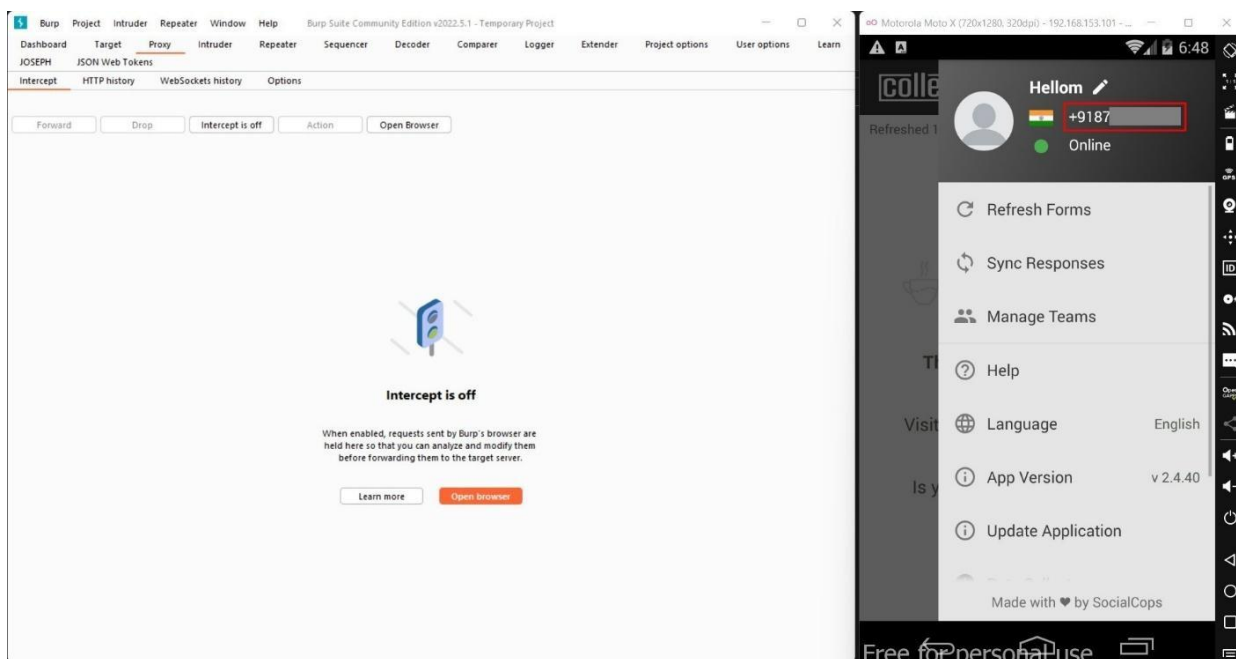 Burp Project Intruder Repeater Window Help Burp Suite Community Edition v2022.5.1 - Temporary Project
Dashboard Target Proxy Intruder Repeater Sequencer Decoder Comparer Logger Extender Project options User options Learn
JOSEPH JSON Web Tokens
Intercept HTTP history WebSockets history Options
Forward Drop Intercept is off Action Open Browser
Intercept is off
When enabled, requests sent by Burp's browser are
held here so that you can analyze and modify them
before forwarding them to the target server.
Learn more Open browser
Motorola Moto X (720x1280, 320dpi) - 192.168.153.101 - ...
6:48
colle
Refreshed 1
Hellom
+9187
Online
Refresh Forms
Sync Responses
Manage Teams
Th
Help
Visit
Language English
Is y
App Version v 2.4.40
Update Application
Made with ♥ by SocialCops
Free for personal use
GPS
ID